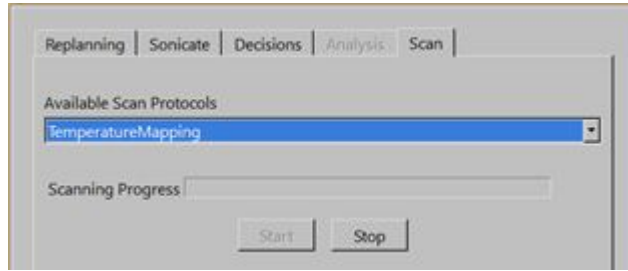 Replanning Sonicate Decisions Analysis Scan
Available Scan Protocols
TemperatureMapping
Scanning Progress
Start Stop